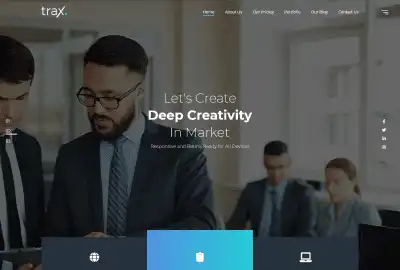 trax.
Home About Us Our Pricing Portfolio Our Blog Contact Us
Let's Create
Deep Creativity
In Market
Responsive and Retina Ready for All Devices